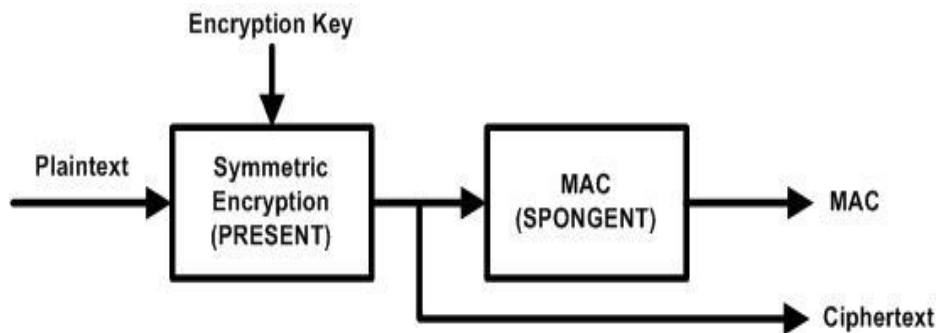 Encryption Key
Plaintext
Symmetric
Encryption
(PRESENT)
MAC
(SPONGENT)
MAC
Ciphertext